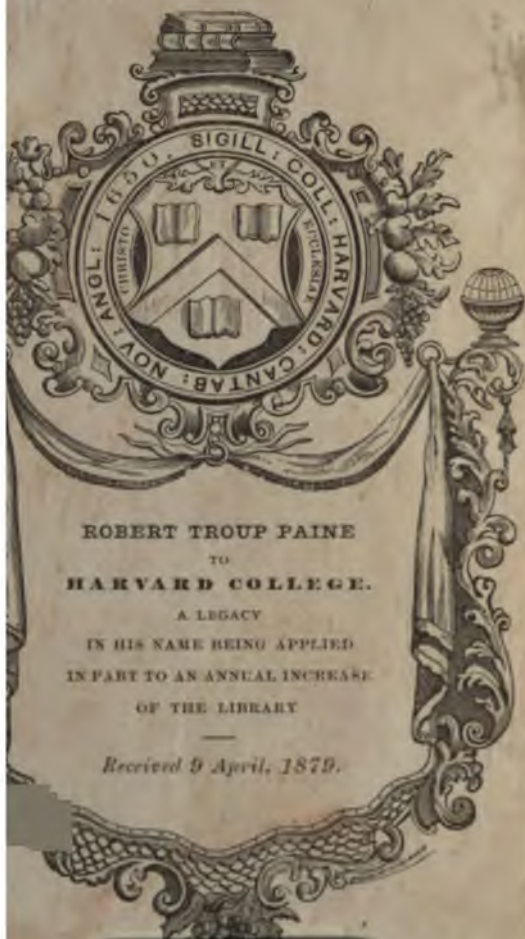 SIGILL: COLL: HARVARD: CANTAB: NOV: ANGL: 1650.
ET
CHRISTO
ECCLESIAE
ROBERT TROUP PAINE
TO
HARVARD COLLEGE.
A LEGACY
IN HIS NAME BEING APPLIED
IN PART TO AN ANNUAL INCREASE
OF THE LIBRARY
Received 9 April, 1879.